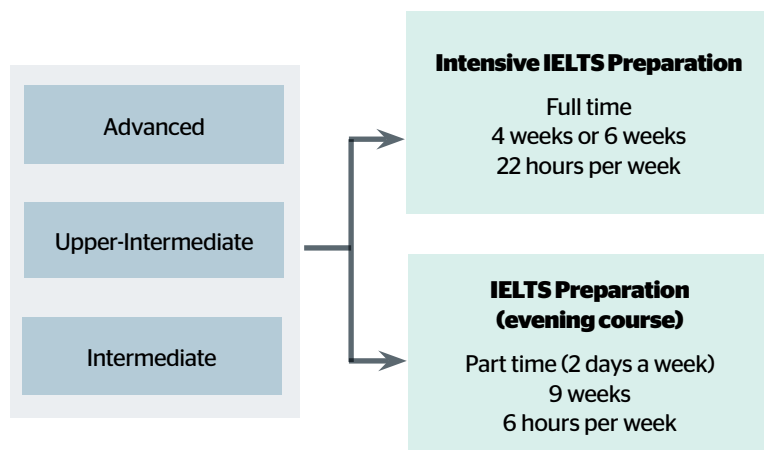 Advanced
Upper-Intermediate
Intermediate
Intensive IELTS Preparation
Full time
4 weeks or 6 weeks
22 hours per week
IELTS Preparation
(evening course)
Part time (2 days a week)
9 weeks
6 hours per week